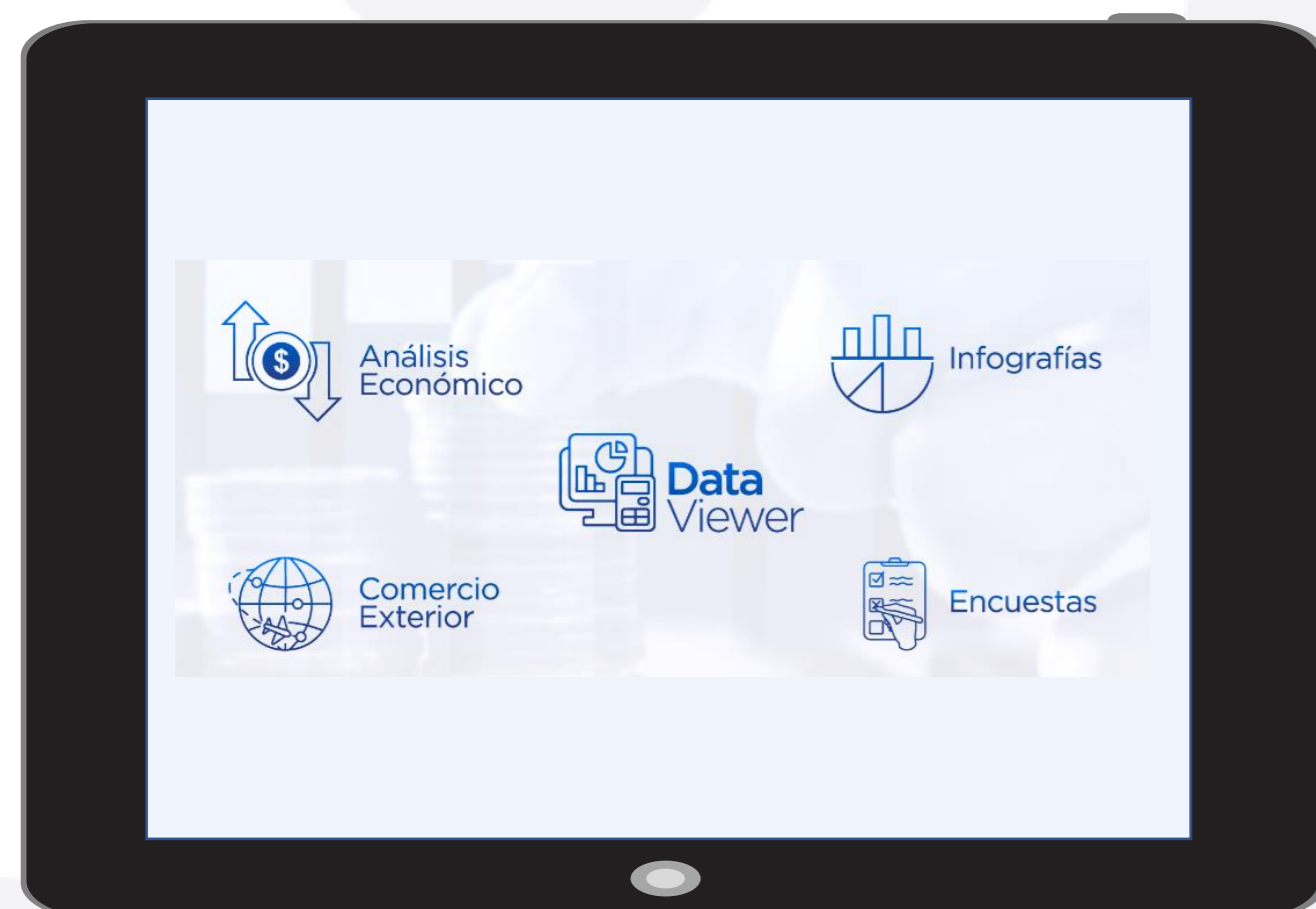 Análisis
Económico
Infografías
Data
Viewer
Comercio
Exterior
Encuestas